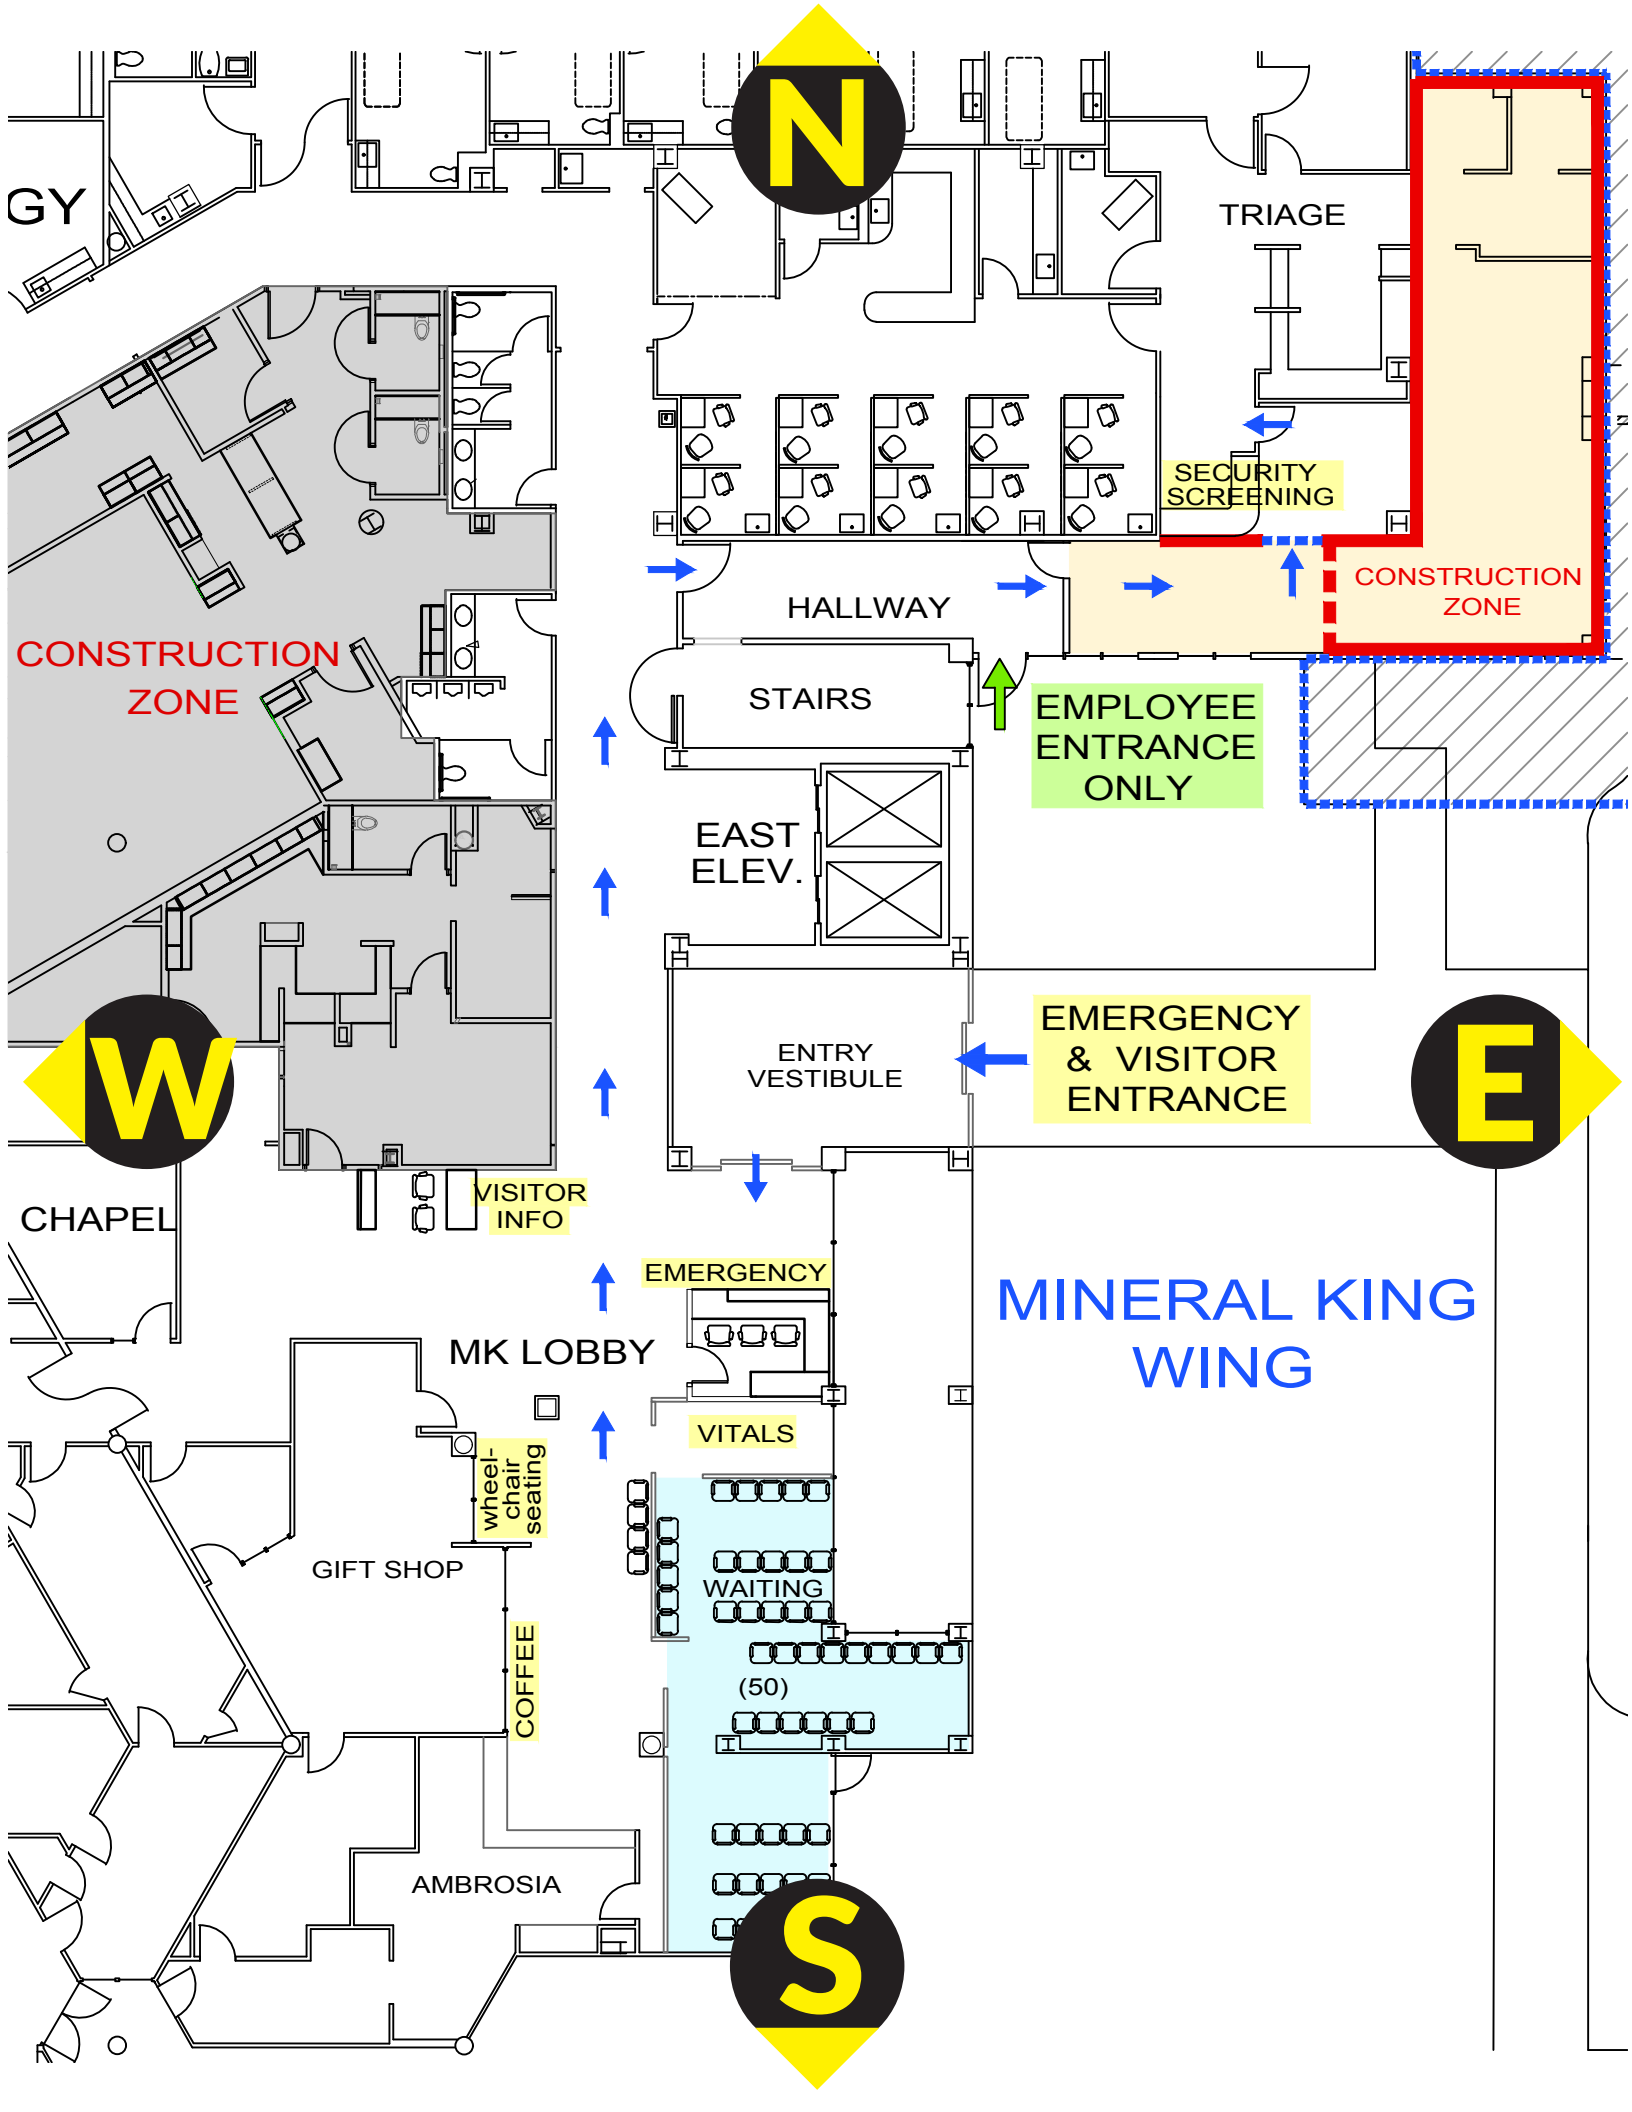 N
GY
TRIAGE
SECURITY
SCREENING
CONSTRUCTION
ZONE
HALLWAY
CONSTRUCTION
ZONE
STAIRS
EMPLOYEE
ENTRANCE
ONLY
EAST
ELEV.
W
ENTRY
VESTIBULE
EMERGENCY
& VISITOR
ENTRANCE
E
CHAPEL
VISITOR
INFO
EMERGENCY
MK LOBBY
MINERAL KING
WING
VITALS
wheel-
chair
seating
GIFT SHOP
WAITING
COFFEE
(50)
AMBROSIA
S